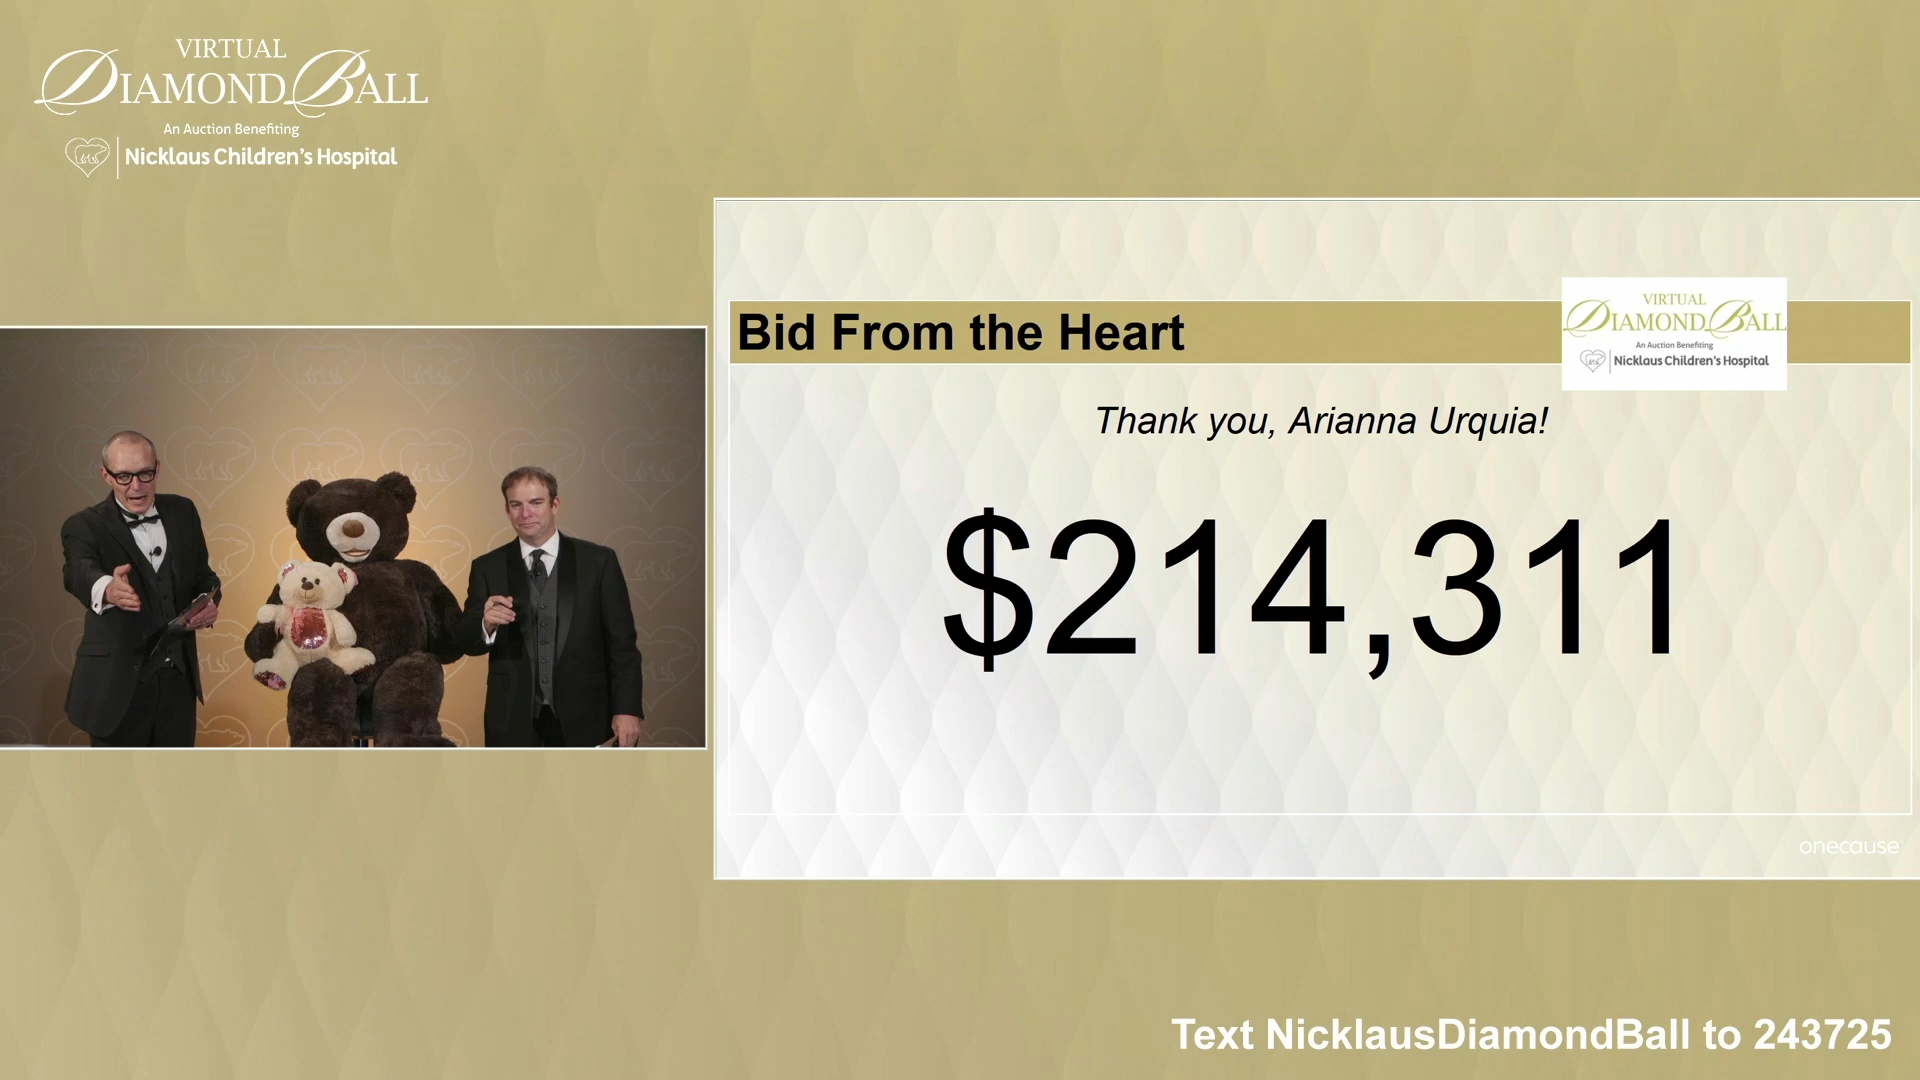 VIRTUAL
DIAMOND BALL
An Auction Benefiting
Nicklaus Children's Hospital
Bid From the Heart
VIRTUAL
DIAMOND BALL
An Auction Benefiting
Nicklaus Children's Hospital
Thank you, Arianna Urquia!
$214,311
onecause
Text NicklausDiamondBall to 243725